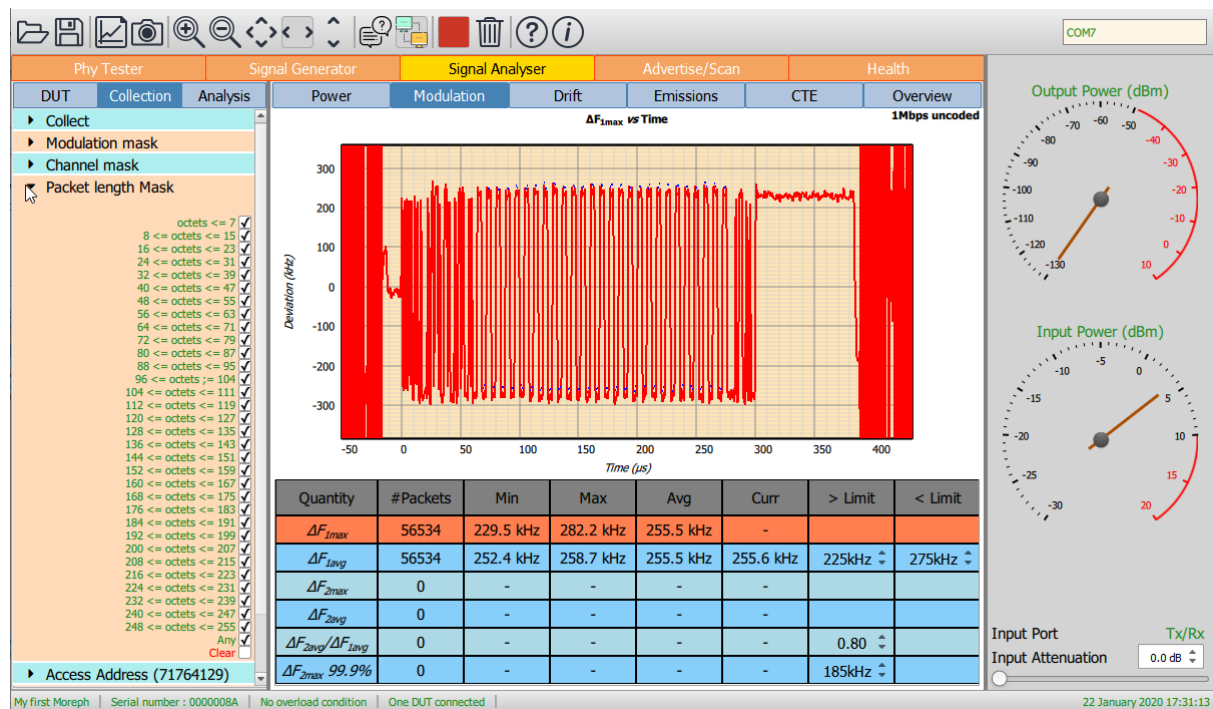 COM7
Phy Tester Signal Generator Signal Analyser Advertise/Scan Health
DUT Collection Analysis Power Modulation Drift Emissions CTE Overview
Collect
Modulation mask
Channel mask
Packet length Mask
octets <= 7
8 <= octets <= 15
16 <= octets <= 23
24 <= octets <= 31
32 <= octets <= 39
40 <= octets <= 47
48 <= octets <= 55
56 <= octets <= 63
64 <= octets <= 71
72 <= octets <= 79
80 <= octets <= 87
88 <= octets <= 95
96 <= octets ;= 104
104 <= octets <= 111
112 <= octets <= 119
120 <= octets <= 127
128 <= octets <= 135
136 <= octets <= 143
144 <= octets <= 151
152 <= octets <= 159
160 <= octets <= 167
168 <= octets <= 175
176 <= octets <= 183
184 <= octets <= 191
192 <= octets <= 199
200 <= octets <= 207
208 <= octets <= 215
216 <= octets <= 223
224 <= octets <= 231
232 <= octets <= 239
240 <= octets <= 247
248 <= octets <= 255
Any
Clear
Access Address (71764129)
ΔF1max vs Time
1Mbps uncoded
Deviation (kHz)
300
200
100
0
-100
-200
-300
-50 0 50 100 150 200 250 300 350 400
Time (μs)
Quantity #Packets Min Max Avg Curr > Limit < Limit
ΔF1max 56534 229.5 kHz 282.2 kHz 255.5 kHz -
ΔF1avg 56534 252.4 kHz 258.7 kHz 255.5 kHz 255.6 kHz 225kHz 275kHz
ΔF2max 0 - - - -
ΔF2avg 0 - - - -
ΔF2avg/ΔF1avg 0 - - - - 0.80
ΔF2max 99.9% 0 - - - - 185kHz
Output Power (dBm)
-130 -120 -110 -100 -90 -80 -70 -60 -50 -40 -30 -20 -10 0 10
Input Power (dBm)
-30 -25 -20 -15 -10 -5 0 5 10 15 20
Input Port Tx/Rx
Input Attenuation 0.0 dB
My first Moreph Serial number : 0000008A No overload condition One DUT connected 22 January 2020 17:31:13